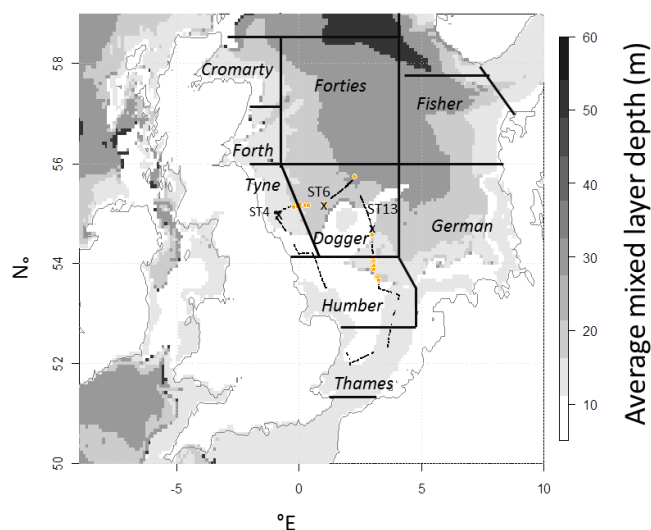 58
56
54
52
50
N°
-5
0
5
10
°E
Cromarty
Forties
Fisher
Forth
Tyne
ST6
ST4
ST13
Dogger
German
Humber
Thames
60
50
40
30
20
10
Average mixed layer depth (m)